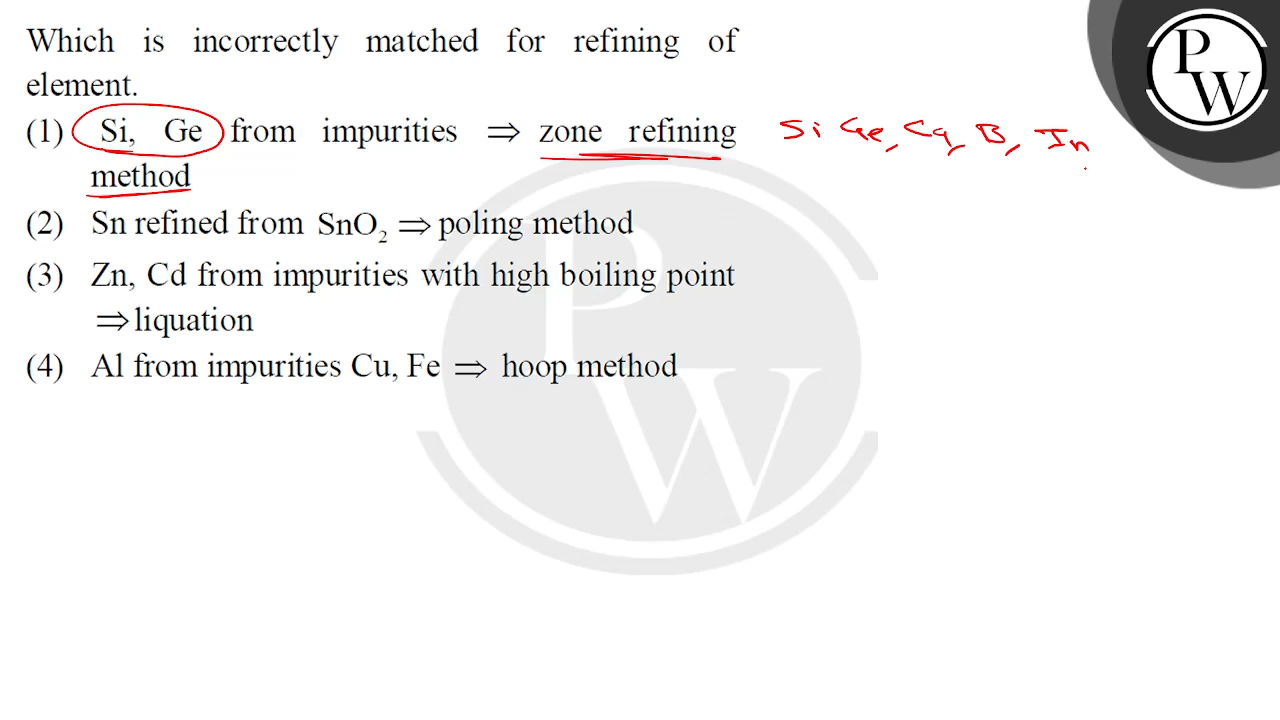 Which is incorrectly matched for refining of
element.
(1) Si, Ge from impurities ⇒ zone refining
method
Si Ge, Ga, B, In
(2) Sn refined from SnO₂ ⇒ poling method
(3) Zn, Cd from impurities with high boiling point
⇒ liquation
(4) Al from impurities Cu, Fe ⇒ hoop method
P
W
P
W